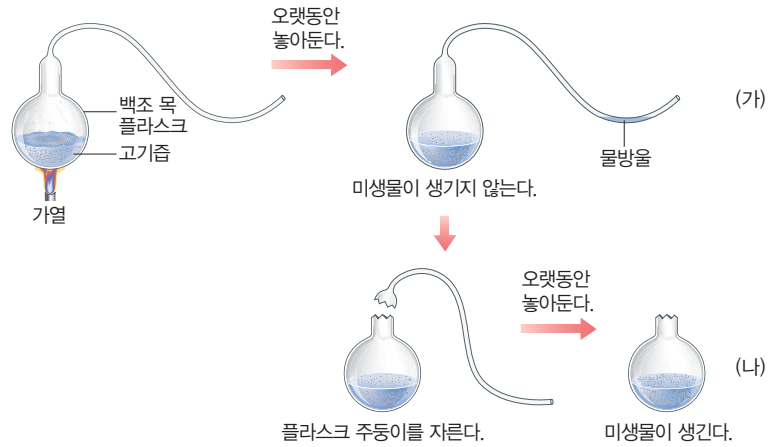 오랫동안
놓아둔다.
백조 목
플라스크
고기즙
가열
(가)
물방울
미생물이 생기지 않는다.
오랫동안
놓아둔다.
(나)
플라스크 주둥이를 자른다.
미생물이 생긴다.